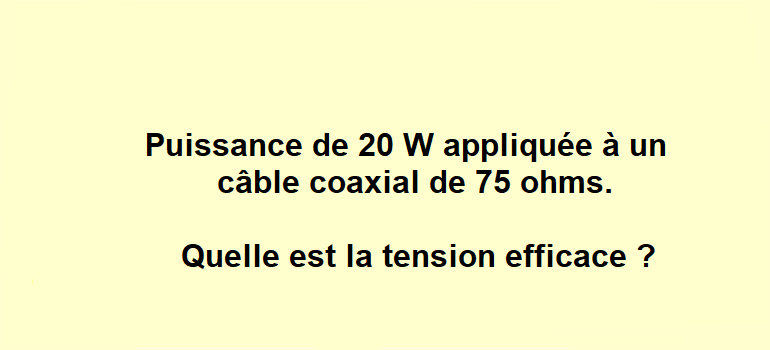 Puissance de 20 W appliquée à un
câble coaxial de 75 ohms.
Quelle est la tension efficace ?